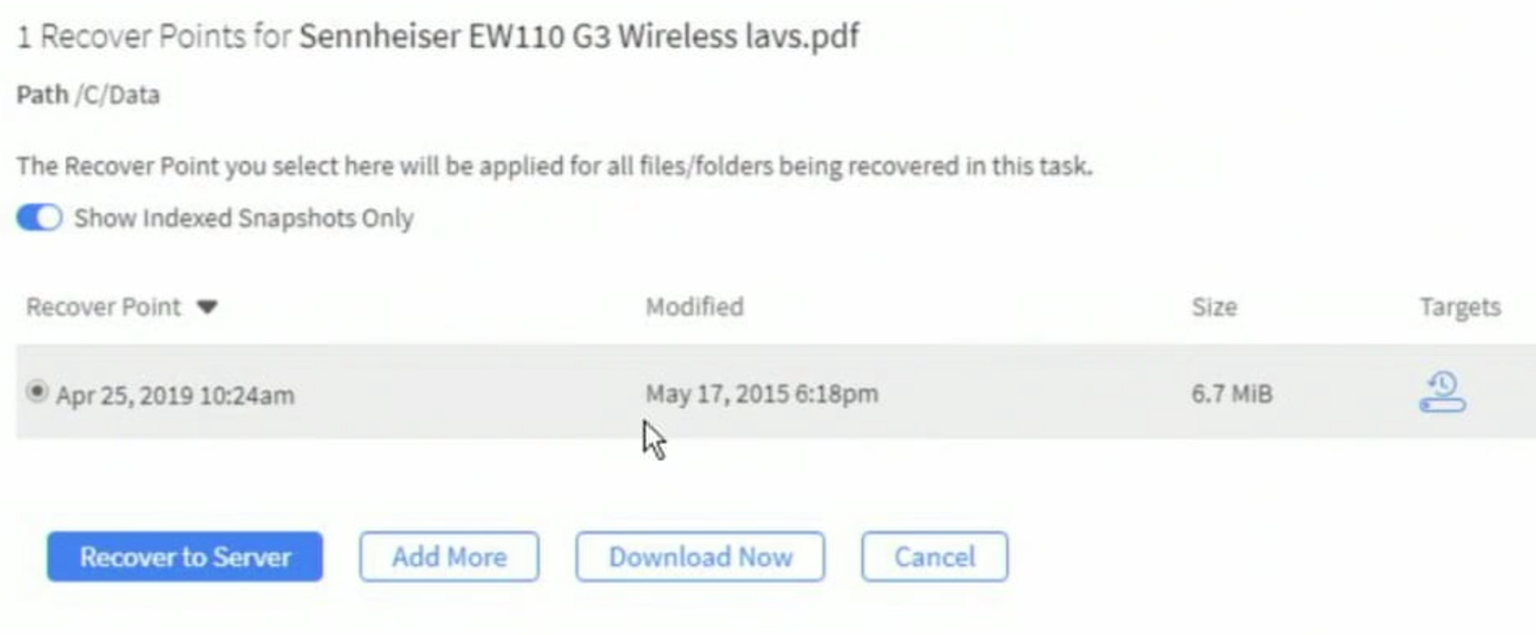 1 Recover Points for Sennheiser EW110 G3 Wireless lavs.pdf
Path /C/Data
The Recover Point you select here will be applied for all files/folders being recovered in this task.
Show Indexed Snapshots Only
Recover Point Modified Size Targets
Apr 25, 2019 10:24am May 17, 2015 6:18pm 6.7 MiB
Recover to Server Add More Download Now Cancel